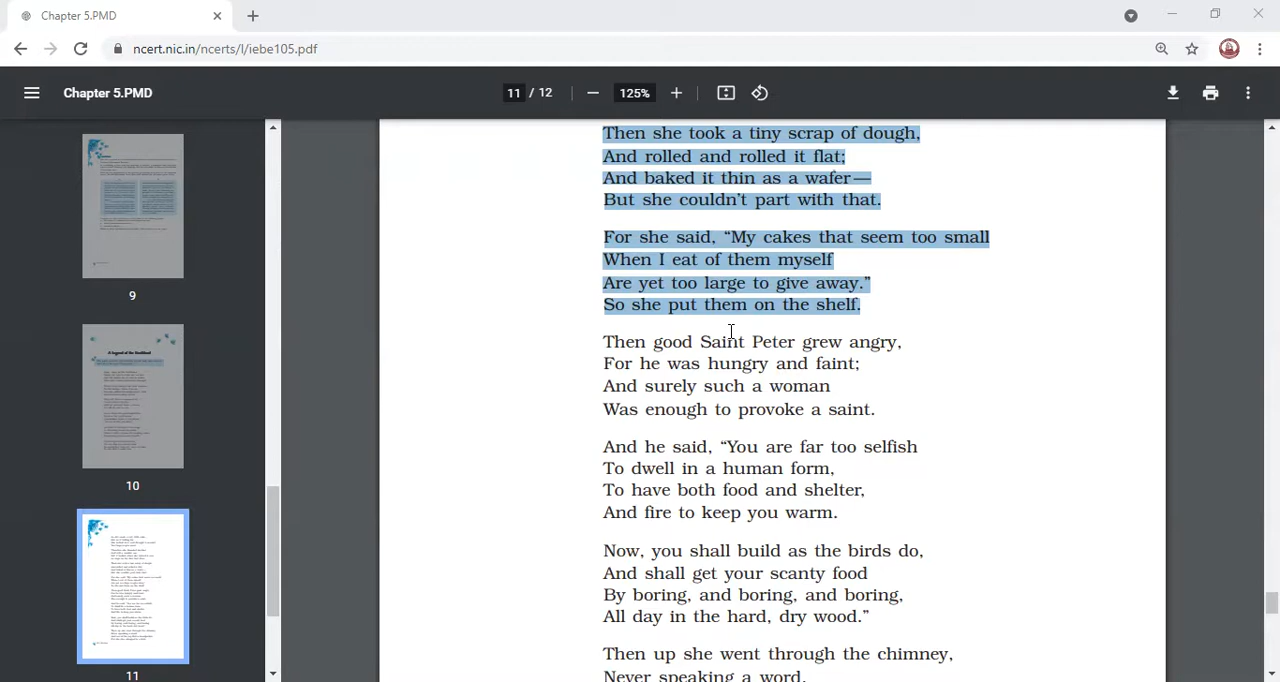 Chapter 5.PMD
ncert.nic.in/ncerts/l/iebe105.pdf
Chapter 5.PMD
11 / 12
125%
9
10
11
Then she took a tiny scrap of dough,
And rolled and rolled it flat;
And baked it thin as a wafer—
But she couldn't part with that.
For she said, “My cakes that seem too small
When I eat of them myself
Are yet too large to give away.”
So she put them on the shelf.
Then good Saint Peter grew angry,
For he was hungry and faint;
And surely such a woman
Was enough to provoke a saint.
And he said, “You are far too selfish
To dwell in a human form,
To have both food and shelter,
And fire to keep you warm.
Now, you shall build as the birds do,
And shall get your scanty food
By boring, and boring, and boring,
All day in the hard, dry wood.”
Then up she went through the chimney,
Never speaking a word,